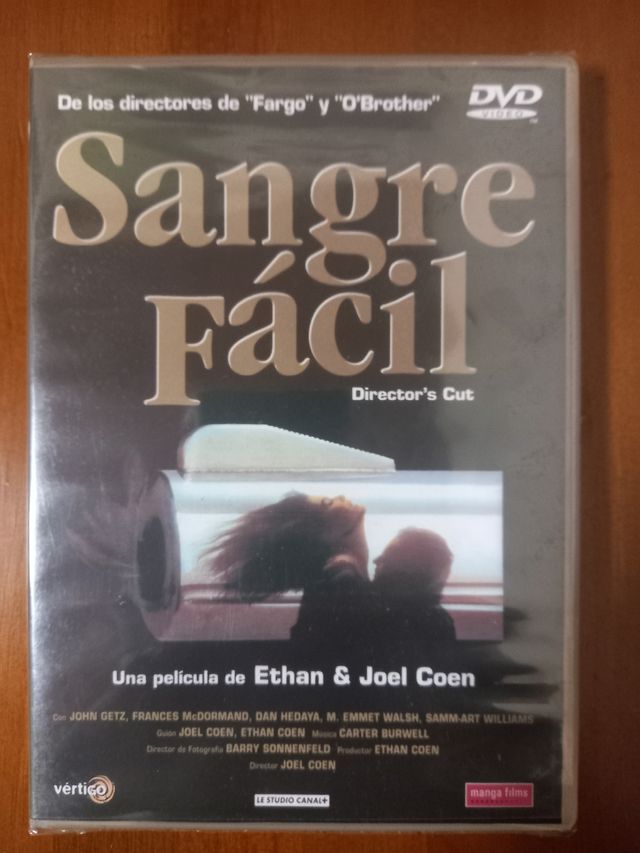 De los directores de "Fargo" y "O'Brother"
DVD
VIDEO
Sangre
Fácil
Director's Cut
Una película de Ethan & Joel Coen
Con JOHN GETZ, FRANCES McDORMAND, DAN HEDAYA, M. EMMET WALSH, SAMM-ART WILLIAMS
Guión JOEL COEN, ETHAN COEN Música CARTER BURWELL
Director de Fotografía BARRY SONNENFELD Productor ETHAN COEN
Director JOEL COEN
vértigo
LE STUDIO CANAL+
manga films